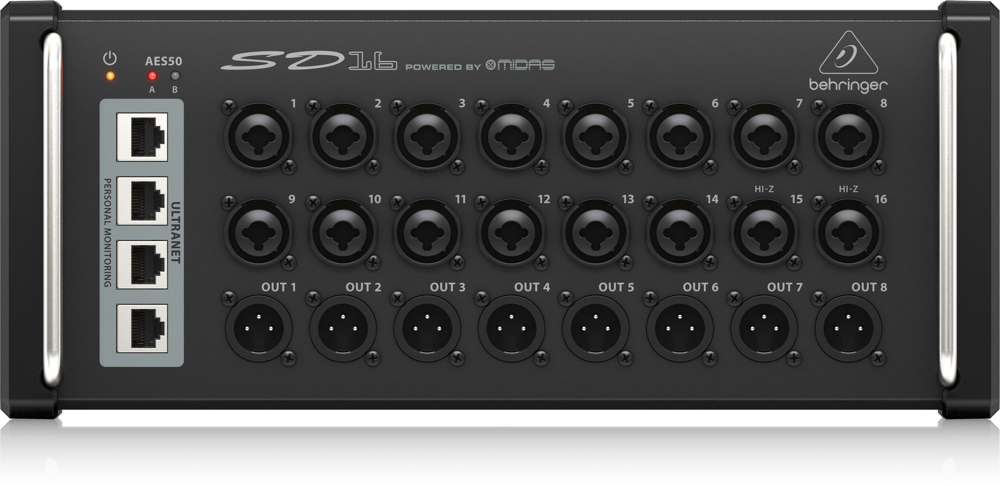 AES50
A B
SD16 POWERED BY MIDAS
behringer
PERSONAL MONITORING
ULTRANET
1 2 3 4 5 6 7 8
HI-Z HI-Z
9 10 11 12 13 14 15 16
OUT 1 OUT 2 OUT 3 OUT 4 OUT 5 OUT 6 OUT 7 OUT 8